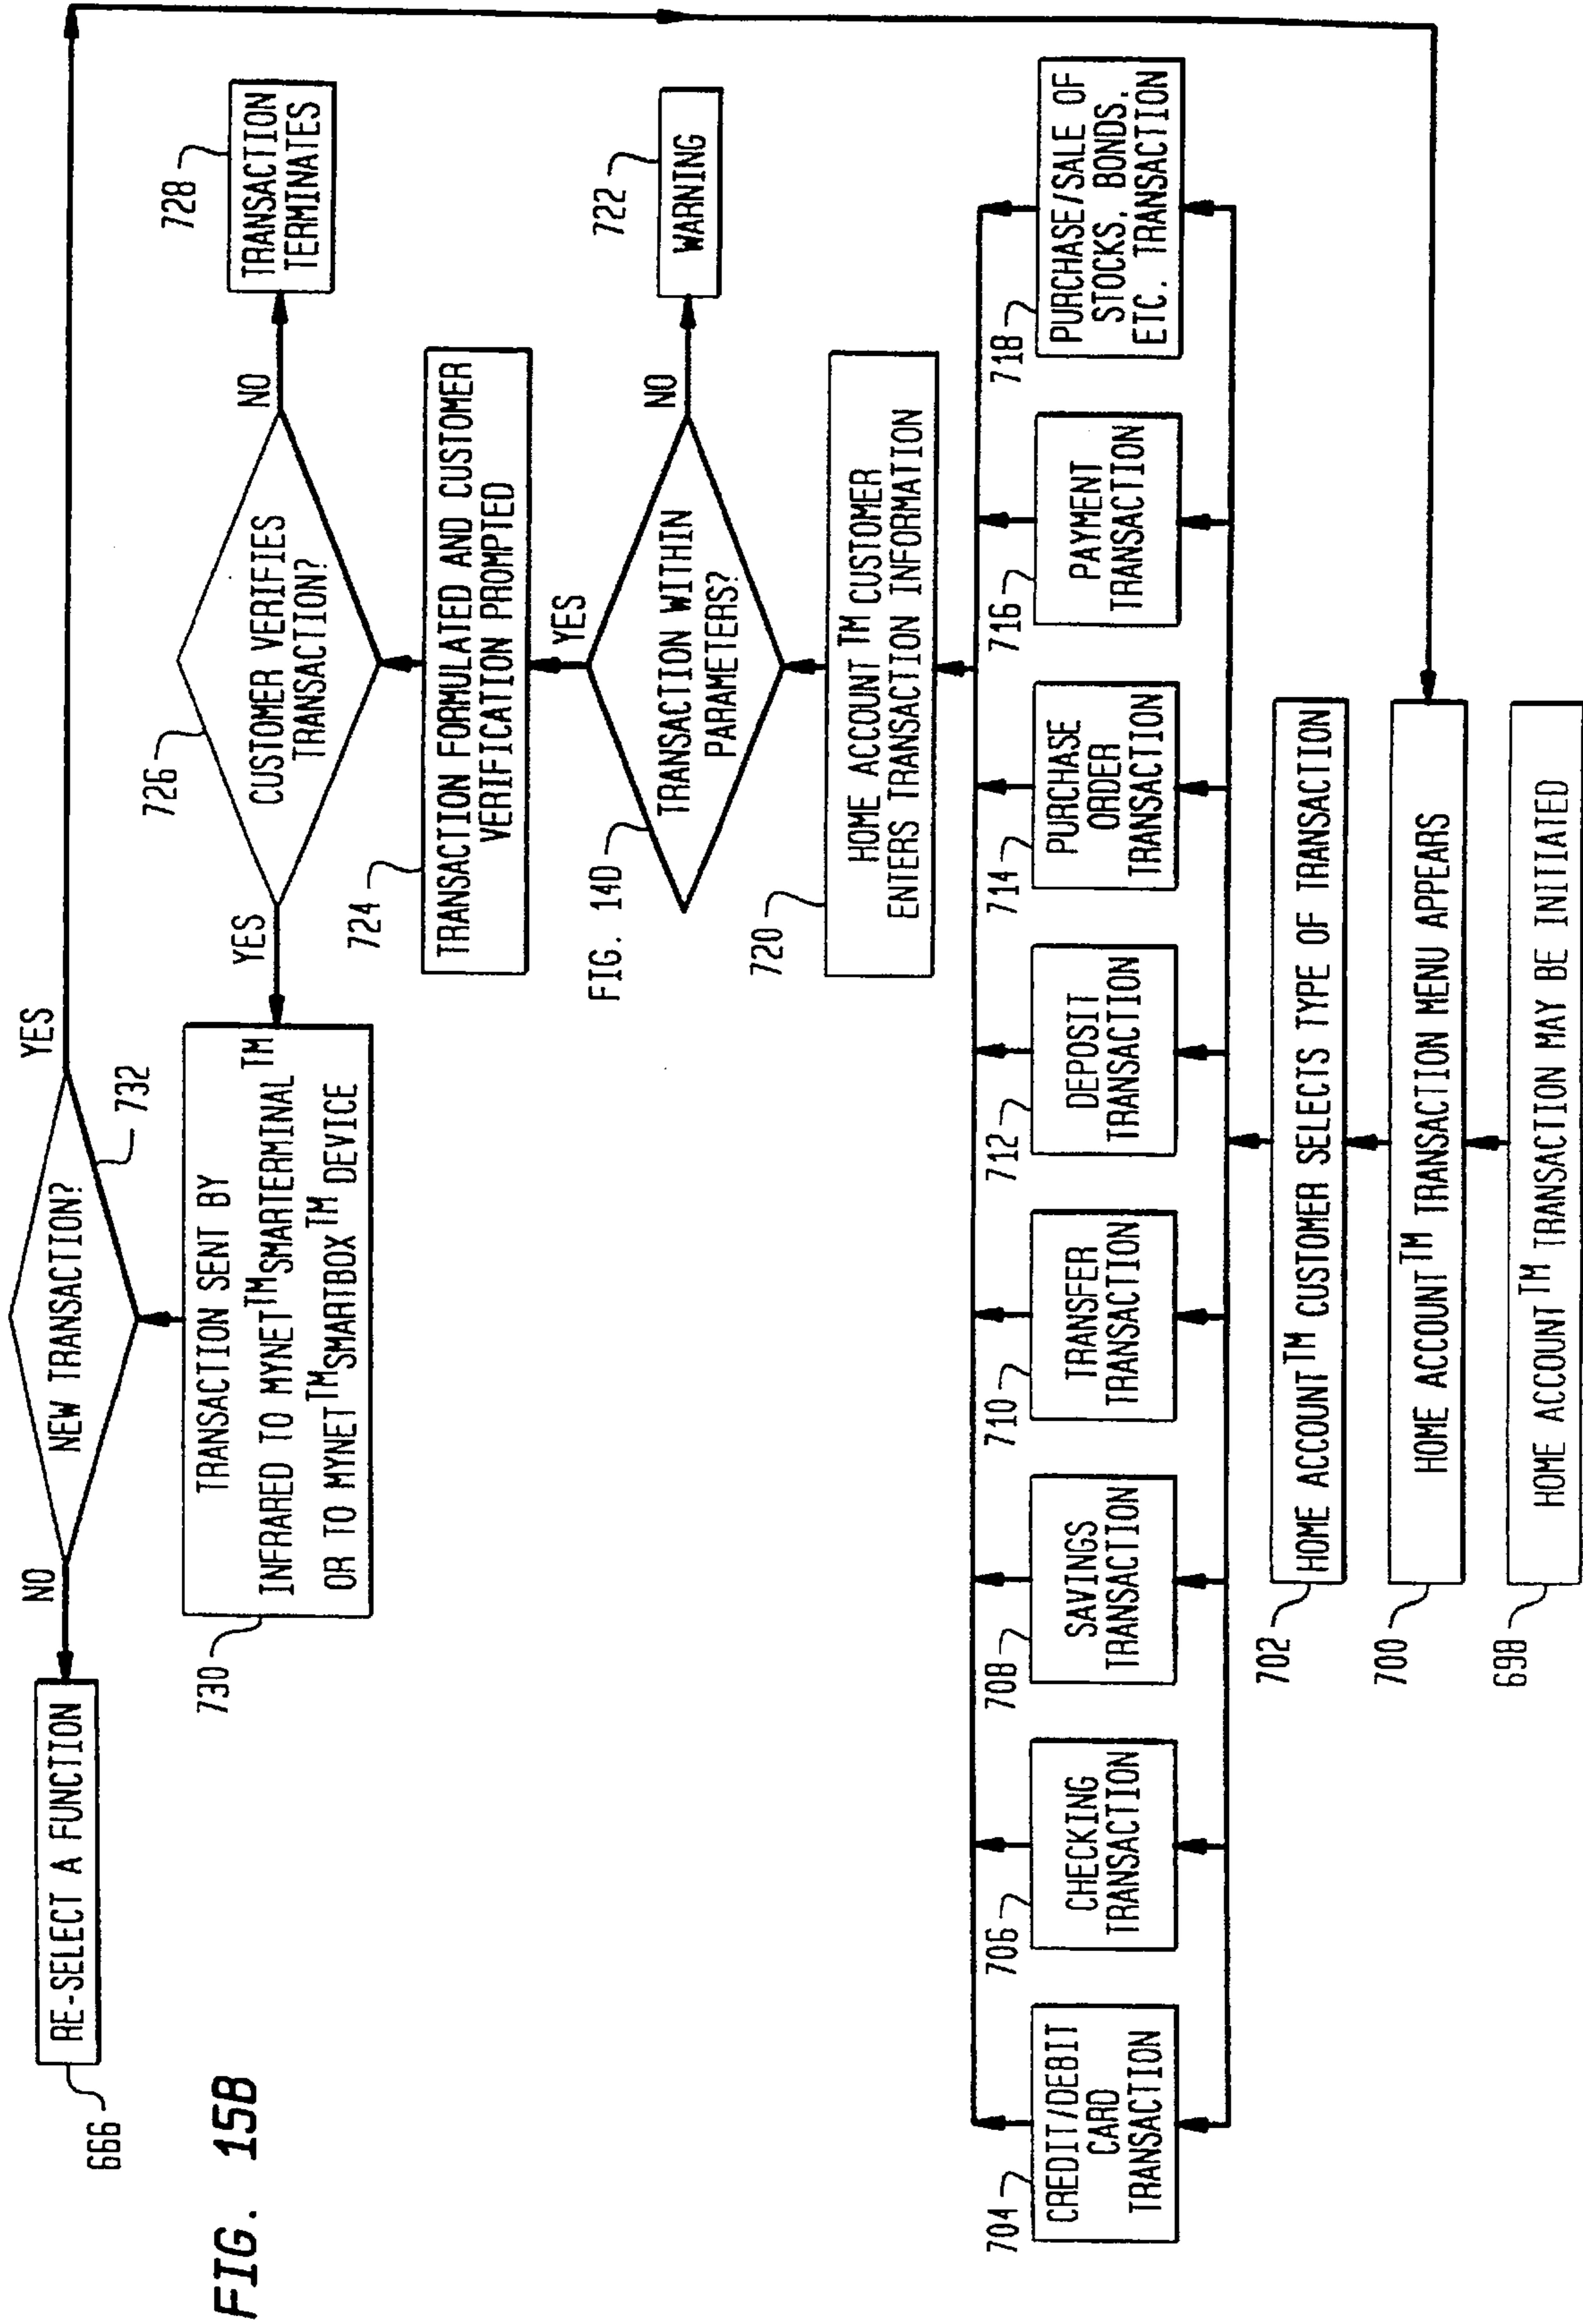 FIG. 15B
666
RE-SELECT A FUNCTION
NO
NEW TRANSACTION?
YES
732
730
TRANSACTION SENT BY
INFRARED TO MYNET™SMARTERMINAL™
OR TO MYNET™SMARTBOX™ DEVICE
YES
726
CUSTOMER VERIFIES
TRANSACTION?
NO
728
TRANSACTION
TERMINATES
724
TRANSACTION FORMULATED AND CUSTOMER
VERIFICATION PROMPTED
YES
FIG. 14D
TRANSACTION WITHIN
PARAMETERS?
NO
722
WARNING
720
HOME ACCOUNT™ CUSTOMER
ENTERS TRANSACTION INFORMATION
704
CREDIT/DEBIT
CARD
TRANSACTION
706
CHECKING
TRANSACTION
708
SAVINGS
TRANSACTION
710
TRANSFER
TRANSACTION
712
DEPOSIT
TRANSACTION
714
PURCHASE
ORDER
TRANSACTION
716
PAYMENT
TRANSACTION
718
PURCHASE/SALE OF
STOCKS, BONDS,
ETC. TRANSACTION
702
HOME ACCOUNT™ CUSTOMER SELECTS TYPE OF TRANSACTION
700
HOME ACCOUNT™ TRANSACTION MENU APPEARS
698
HOME ACCOUNT™ TRANSACTION MAY BE INITIATED